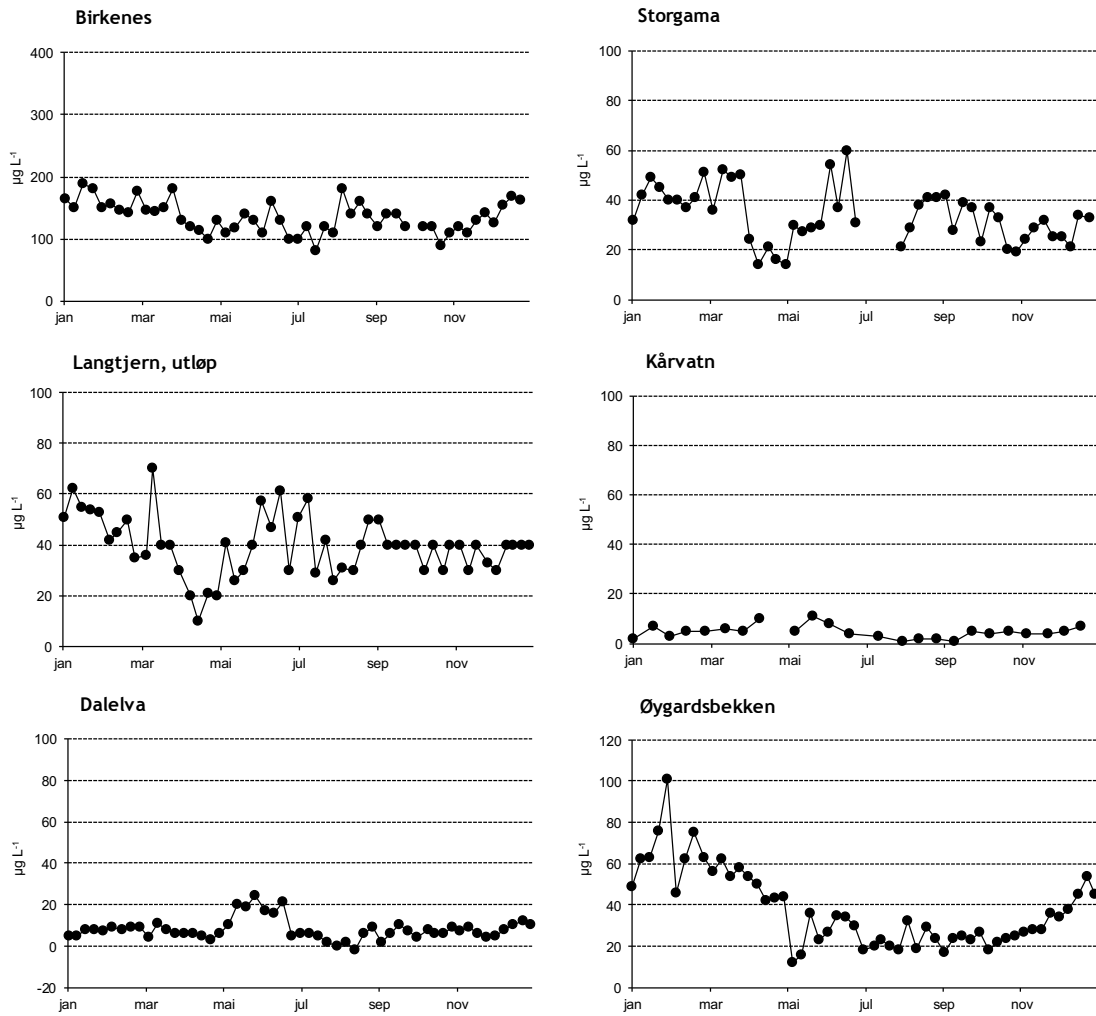 Birkenes
400
300
200
100
0
µg L-1
jan mar mai jul sep nov
Storgama
100
80
60
40
20
0
µg L-1
jan mar mai jul sep nov
Langtjern, utløp
100
80
60
40
20
0
µg L-1
jan mar mai jul sep nov
Kårvatn
100
80
60
40
20
0
µg L-1
jan mar mai jul sep nov
Dalelva
100
80
60
40
20
0
-20
µg L-1
jan mar mai jul sep nov
Øygardsbekken
120
100
80
60
40
20
0
µg L-1
jan mar mai jul sep nov